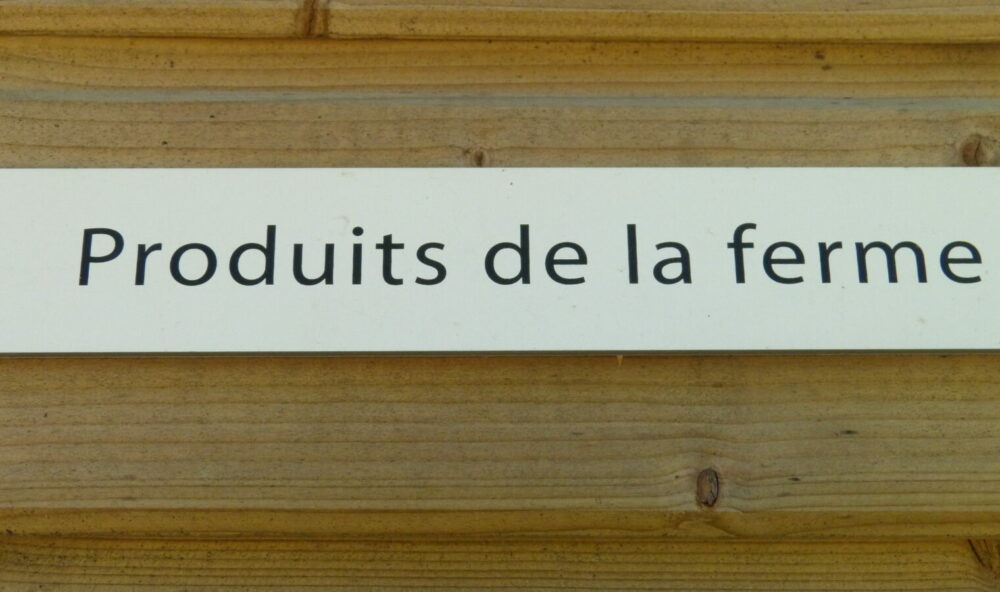 Produits de la ferme